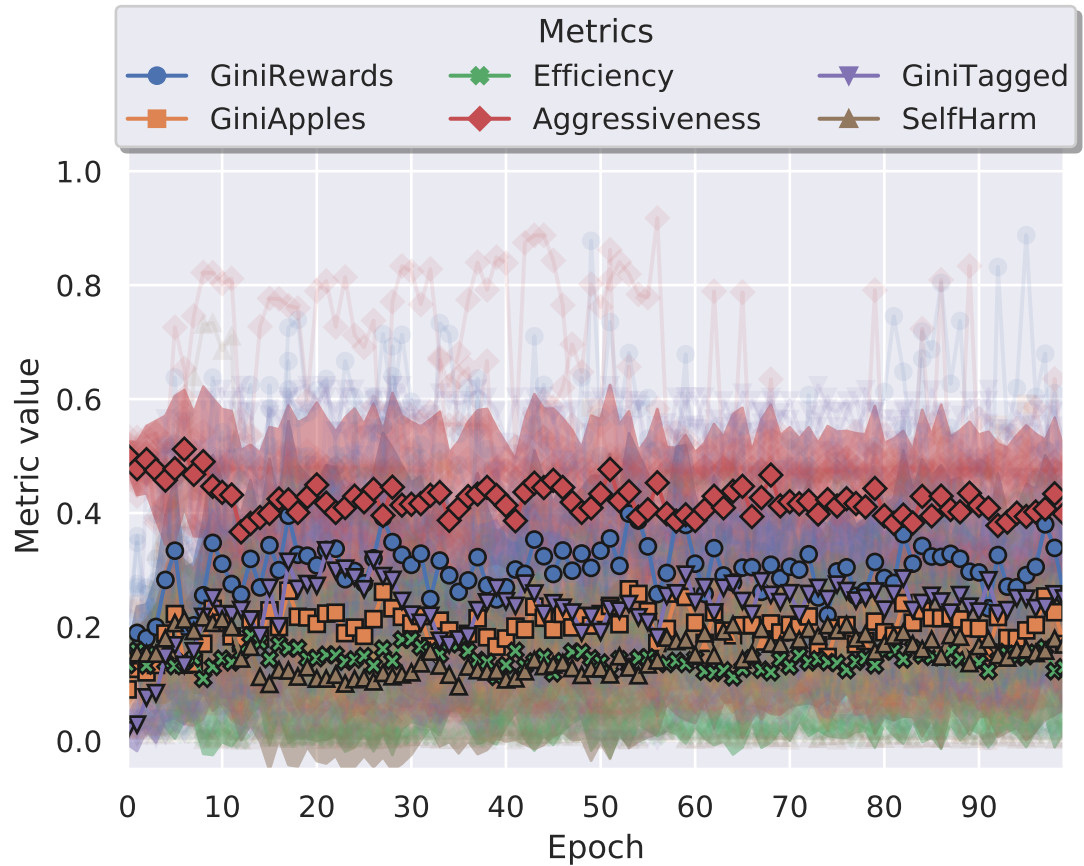 Metrics
GiniRewards Efficiency GiniTagged
GiniApples Aggressiveness SelfHarm
1.0
0.8
0.6
0.4
0.2
0.0
Metric value
0 10 20 30 40 50 60 70 80 90
Epoch